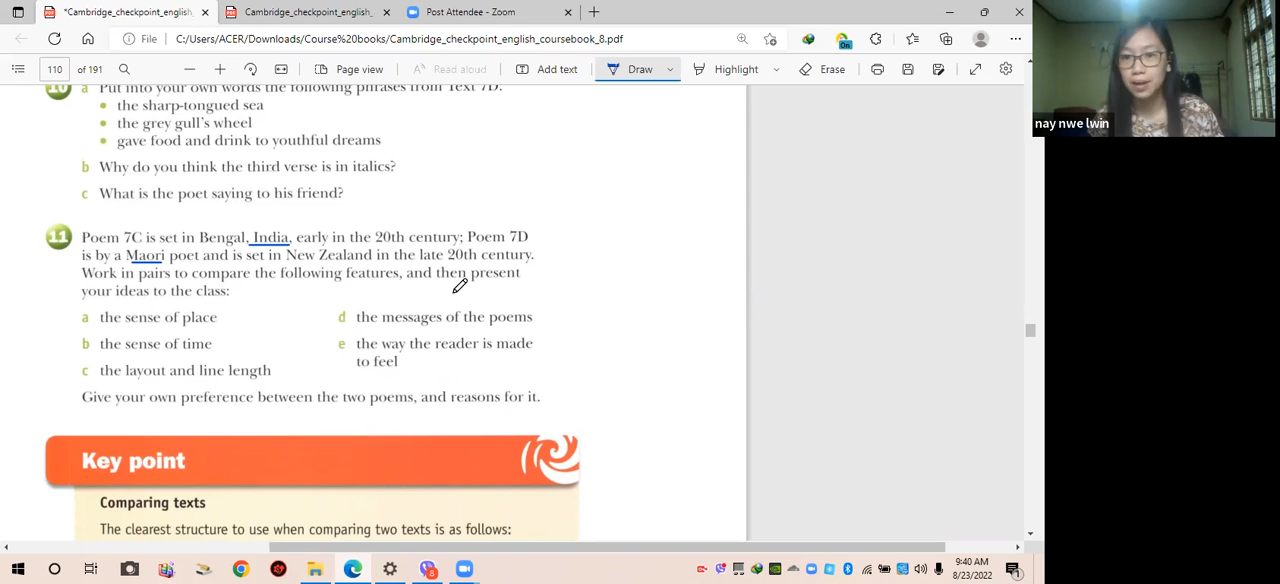 *Cambridge_checkpoint_english_
Cambridge_checkpoint_english_
Post Attendee - Zoom
File
C:/Users/ACER/Downloads/Course%20books/Cambridge_checkpoint_english_coursebook_8.pdf
On
110 of 191
Page view
Read aloud
Add text
Draw
Highlight
Erase
nay nwe lwin
10 a Put into your own words the following phrases from Text 7D:
• the sharp-tongued sea
• the grey gull's wheel
• gave food and drink to youthful dreams
b Why do you think the third verse is in italics?
c What is the poet saying to his friend?
11 Poem 7C is set in Bengal, India, early in the 20th century; Poem 7D
is by a Maori poet and is set in New Zealand in the late 20th century.
Work in pairs to compare the following features, and then present
your ideas to the class:
a the sense of place
b the sense of time
c the layout and line length
d the messages of the poems
e the way the reader is made
to feel
Give your own preference between the two poems, and reasons for it.
Key point
Comparing texts
The clearest structure to use when comparing two texts is as follows:
9:40 AM
8/23/2022